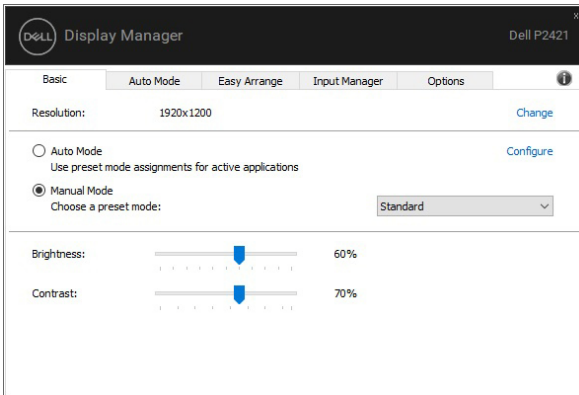 DELL Display Manager Dell P2421
x
Basic Auto Mode Easy Arrange Input Manager Options i
Resolution: 1920x1200 Change
Auto Mode Configure
Use preset mode assignments for active applications
Manual Mode
Choose a preset mode: Standard
Brightness: 60%
Contrast: 70%